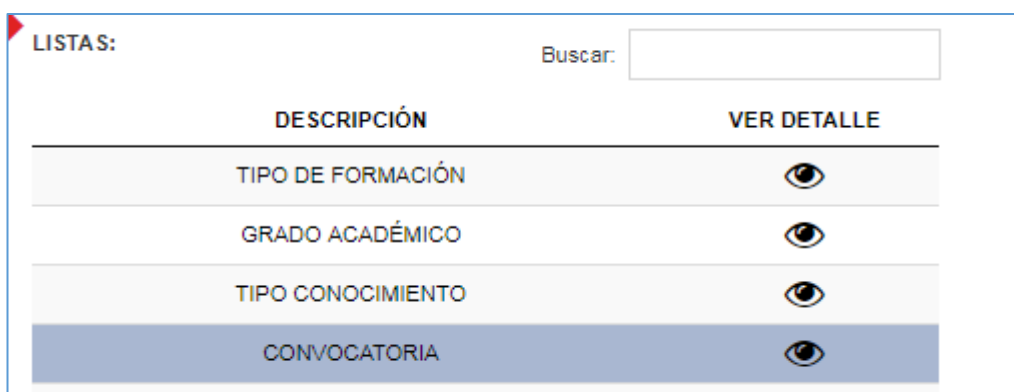 LISTAS:
Buscar:
DESCRIPCIÓN VER DETALLE
TIPO DE FORMACIÓN
GRADO ACADÉMICO
TIPO CONOCIMIENTO
CONVOCATORIA